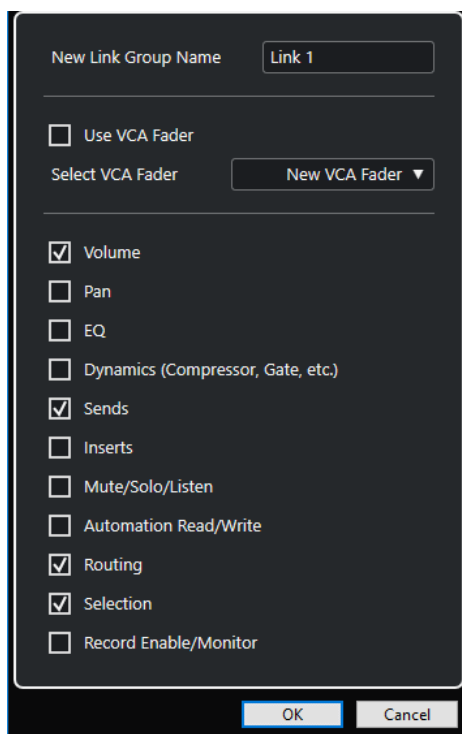 New Link Group Name Link 1
Use VCA Fader
Select VCA Fader New VCA Fader
Volume
Pan
EQ
Dynamics (Compressor, Gate, etc.)
Sends
Inserts
Mute/Solo/Listen
Automation Read/Write
Routing
Selection
Record Enable/Monitor
OK Cancel